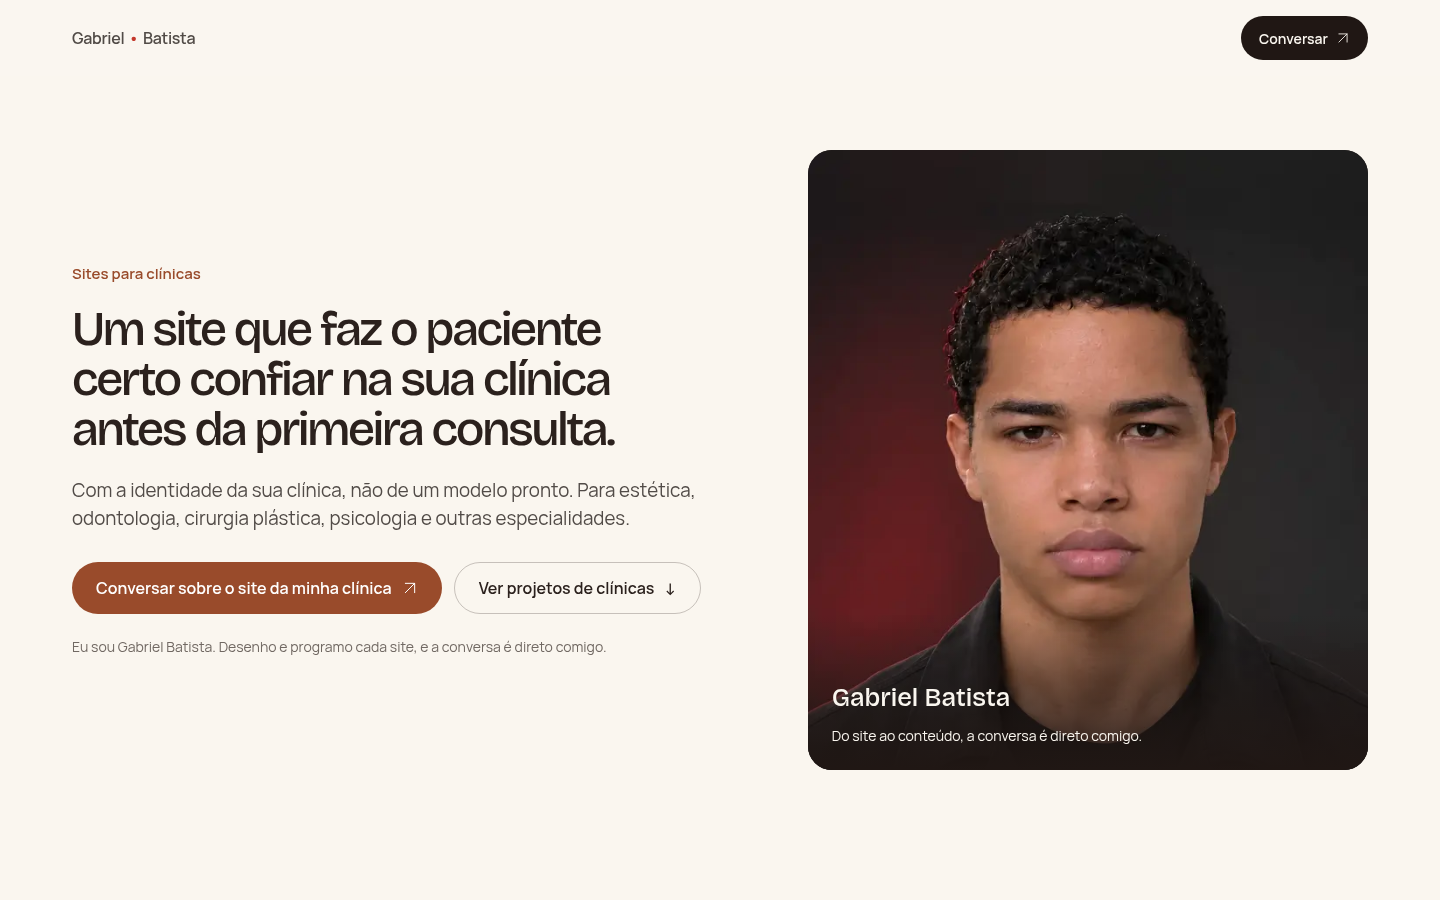 Gabriel • Batista
Conversar ↗
Sites para clínicas
Um site que faz o paciente
certo confiar na sua clínica
antes da primeira consulta.
Com a identidade da sua clínica, não de um modelo pronto. Para estética,
odontologia, cirurgia plástica, psicologia e outras especialidades.
Conversar sobre o site da minha clínica ↗
Ver projetos de clínicas ↓
Eu sou Gabriel Batista. Desenho e programo cada site, e a conversa é direto comigo.
Gabriel Batista
Do site ao conteúdo, a conversa é direto comigo.